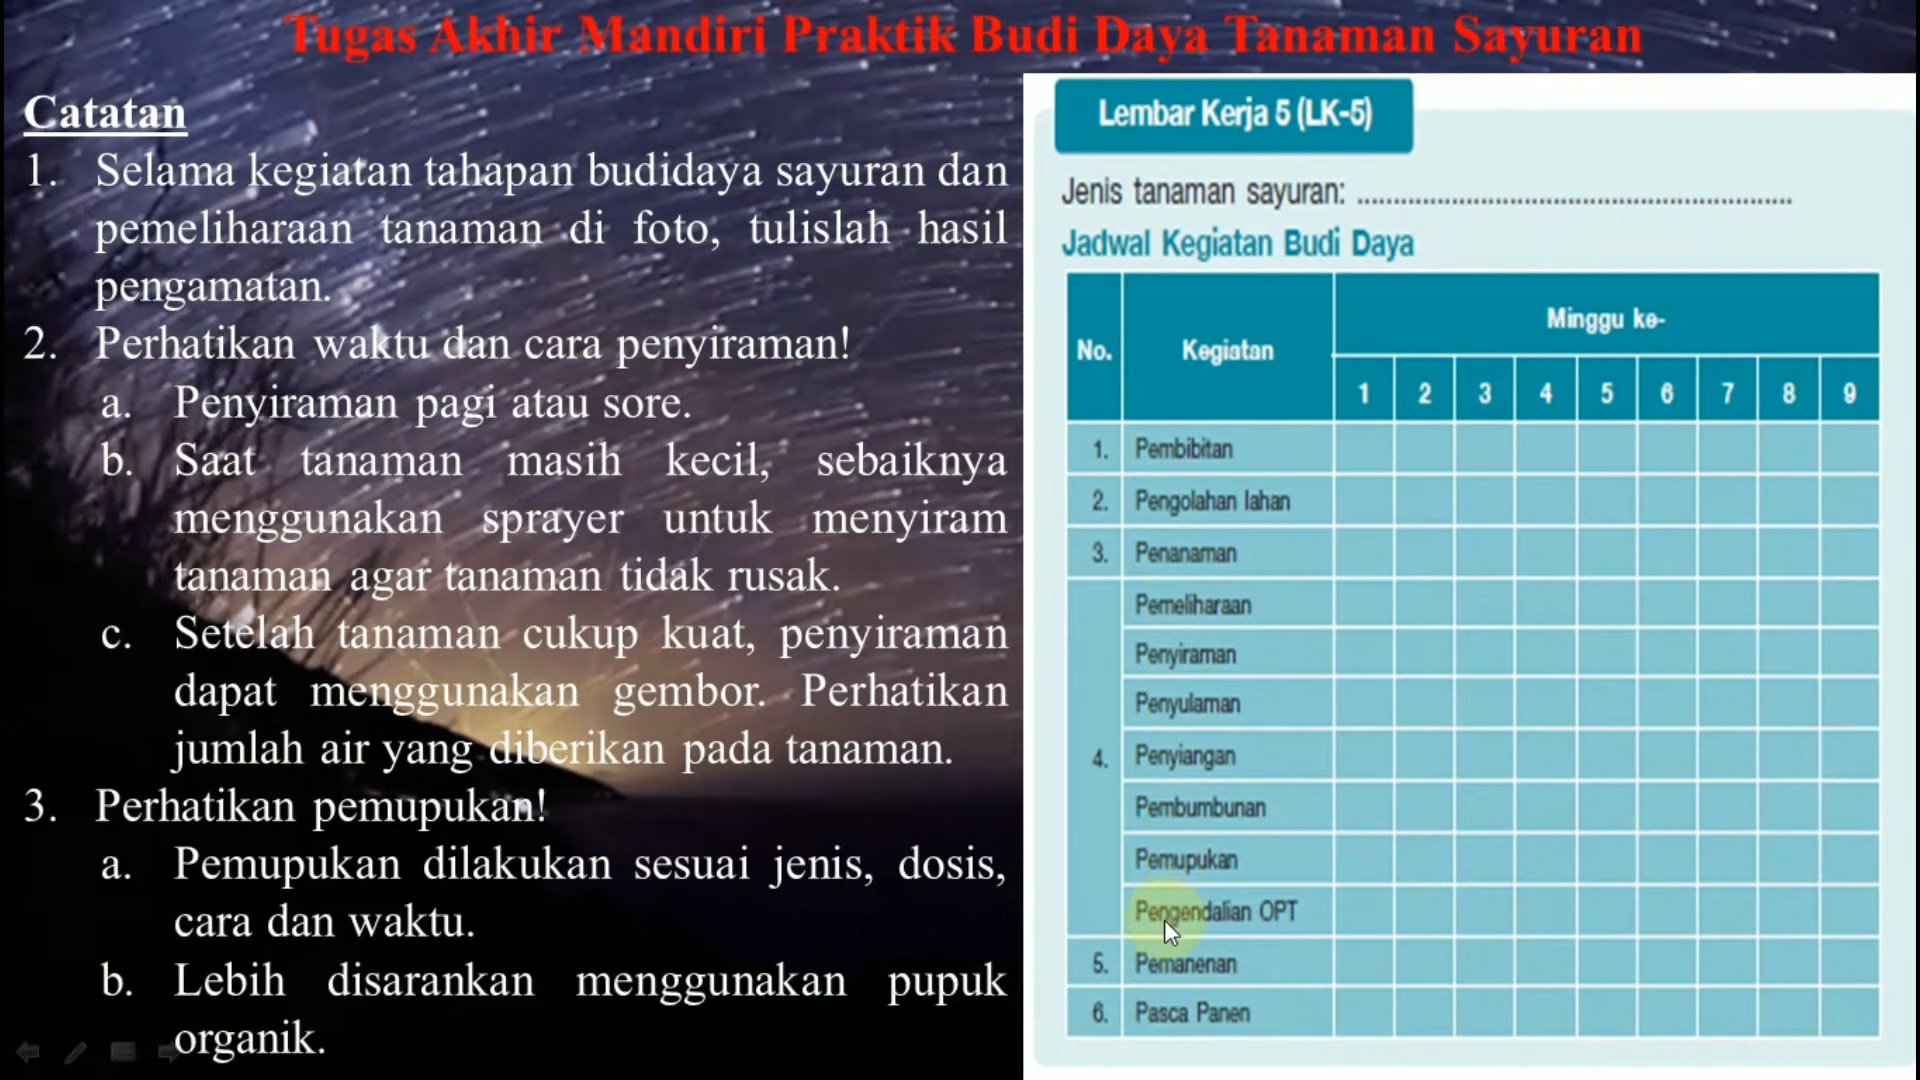 Tugas Akhir Mandiri Praktik Budi Daya Tanaman Sayuran
Catatan
1. Selama kegiatan tahapan budidaya sayuran dan
pemeliharaan tanaman di foto, tulislah hasil
pengamatan.
2. Perhatikan waktu dan cara penyiraman!
a. Penyiraman pagi atau sore.
b. Saat tanaman masih kecil, sebaiknya
menggunakan sprayer untuk menyiram
tanaman agar tanaman tidak rusak.
c. Setelah tanaman cukup kuat, penyiraman
dapat menggunakan gembor. Perhatikan
jumlah air yang diberikan pada tanaman.
3. Perhatikan pemupukan!
a. Pemupukan dilakukan sesuai jenis, dosis,
cara dan waktu.
b. Lebih disarankan menggunakan pupuk
organik.
Lembar Kerja 5 (LK-5)
Jenis tanaman sayuran: ............................................................
Jadwal Kegiatan Budi Daya
No. Kegiatan Minggu ke-
1 2 3 4 5 6 7 8 9
1. Pembibitan
2. Pengolahan lahan
3. Penanaman
Pemeliharaan
Penyiraman
Penyulaman
4. Penyiangan
Pembumbunan
Pemupukan
Pengendalian OPT
5. Pemanenan
6. Pasca Panen